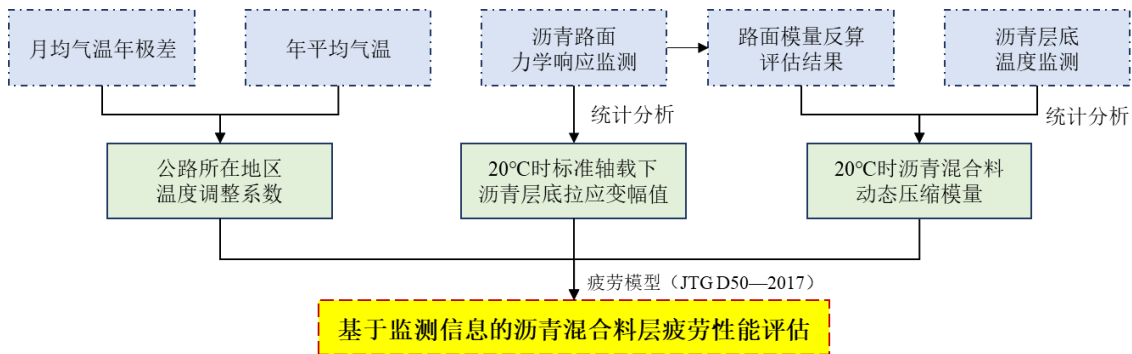 月均气温年极差
年平均气温
沥青路面
力学响应监测
路面模量反算
评估结果
沥青层底
温度监测
统计分析
统计分析
公路所在地区
温度调整系数
20℃时标准轴载下
沥青层底拉应变幅值
20℃时沥青混合料
动态压缩模量
疲劳模型（JTG D50—2017）
基于监测信息的沥青混合料层疲劳性能评估